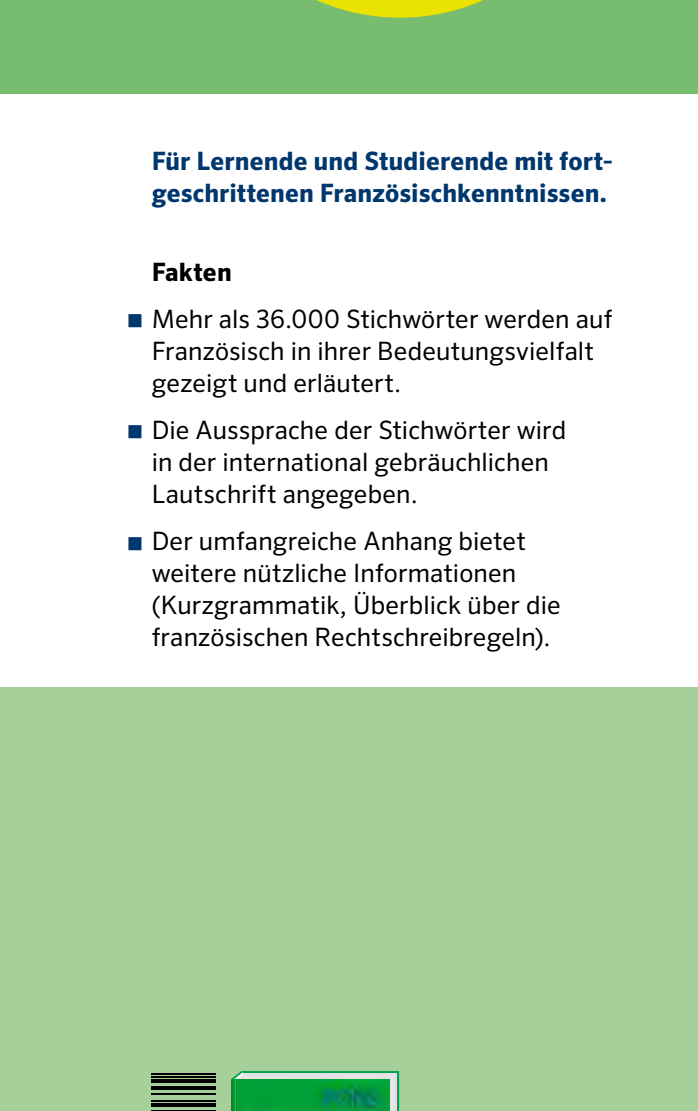 Für Lernende und Studierende mit fort-
geschrittenen Französischkenntnissen.
Fakten
■ Mehr als 36.000 Stichwörter werden auf
Französisch in ihrer Bedeutungsvielfalt
gezeigt und erläutert.
■ Die Aussprache der Stichwörter wird
in der international gebräuchlichen
Lautschrift angegeben.
■ Der umfangreiche Anhang bietet
weitere nützliche Informationen
(Kurzgrammatik, Überblick über die
französischen Rechtschreibregeln).